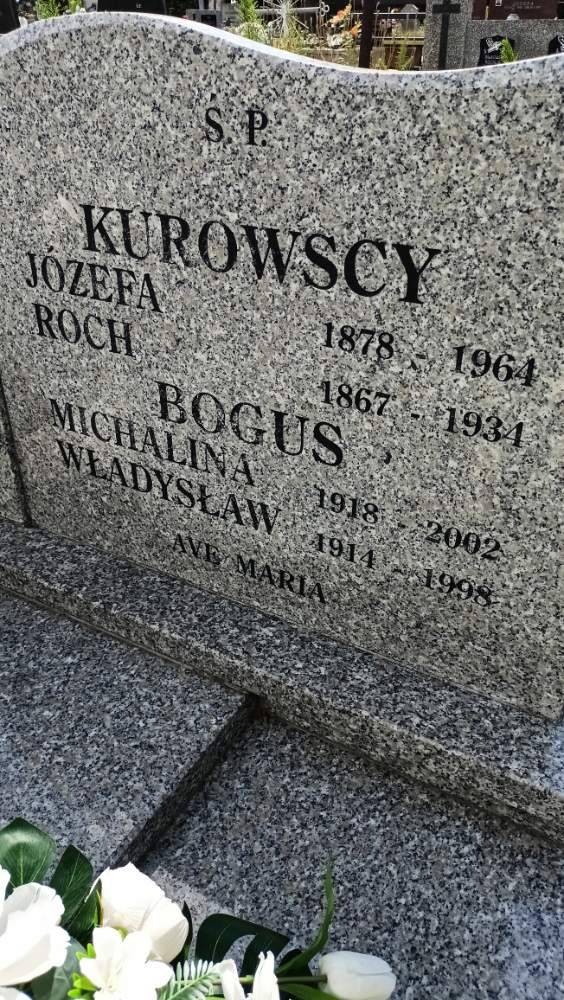 Ś. P.
KUROWSCY
JÓZEFA 1878 - 1964
ROCH 1867 - 1934
BOGUS
MICHALINA 1918 - 2002
WŁADYSŁAW 1914 - 1998
AVE MARIA